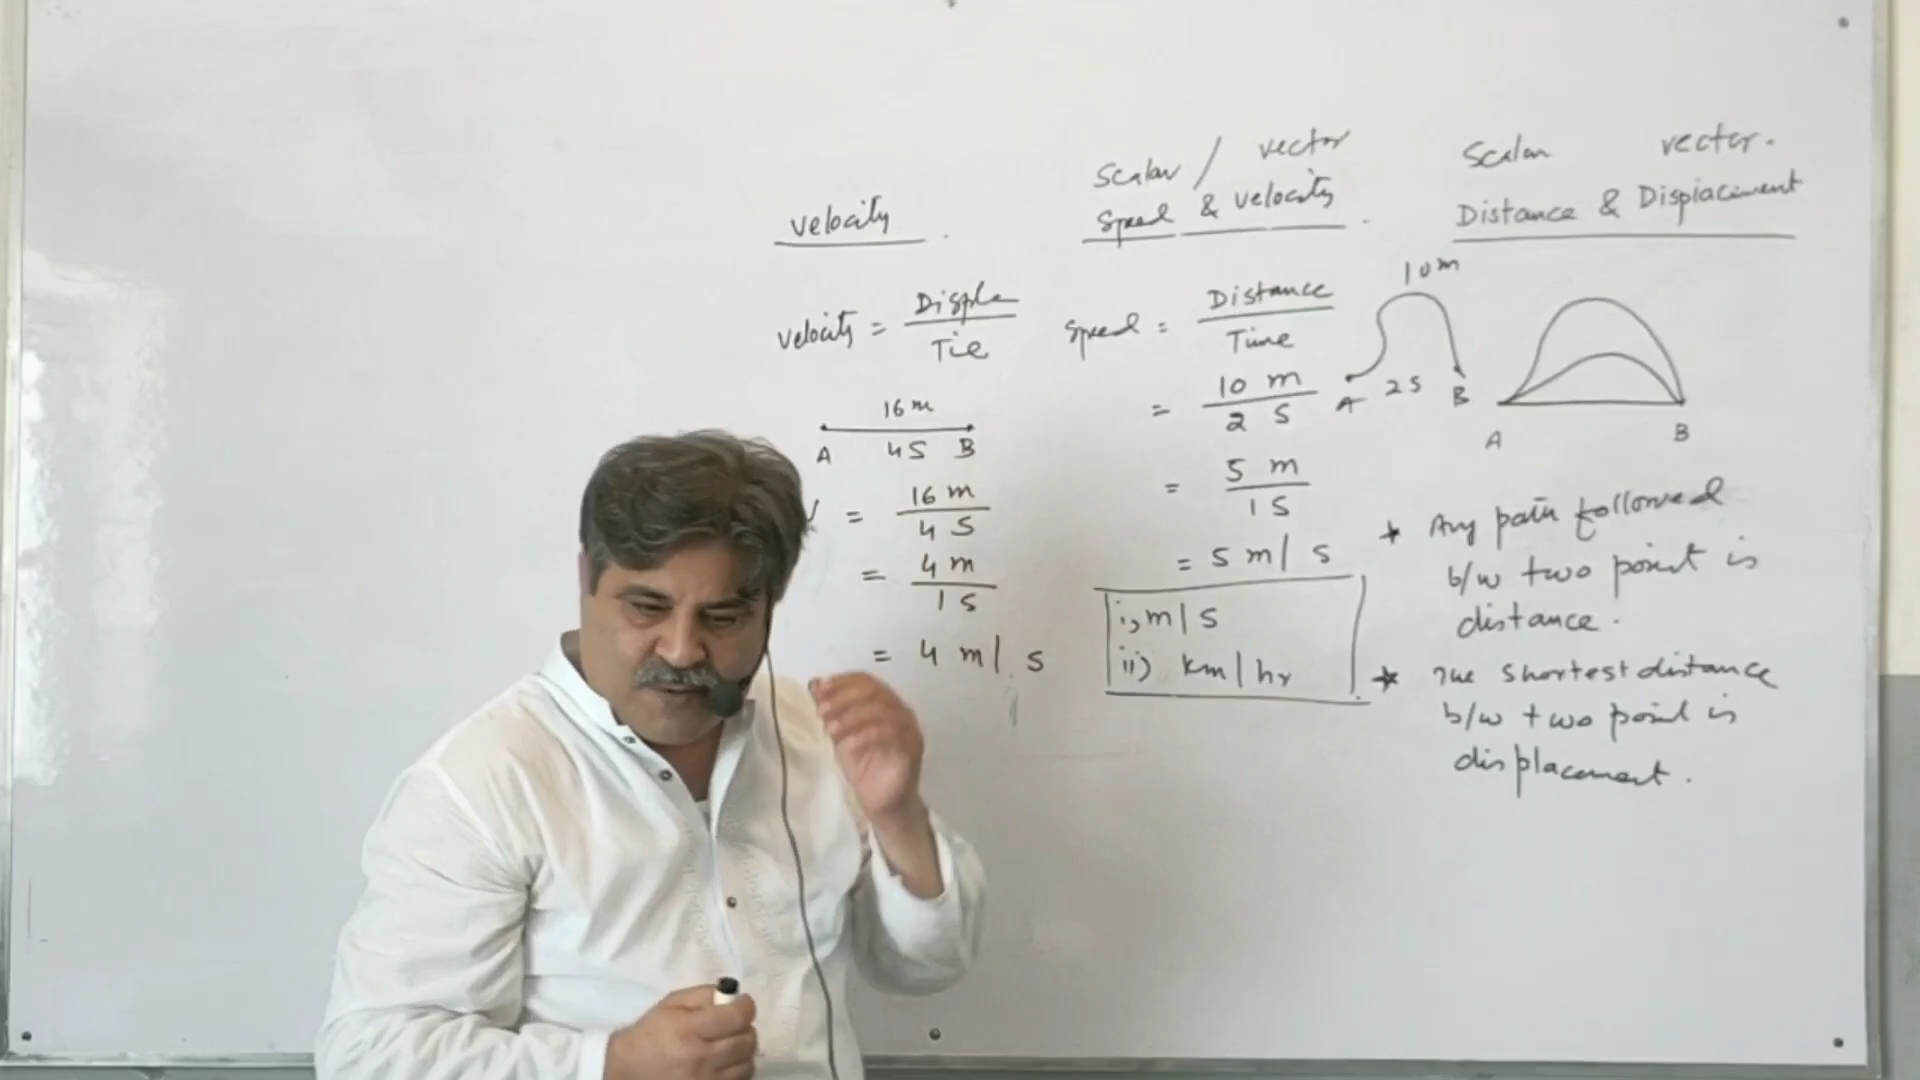 velocity
velocity = Displa
Tie
16 m
A 4 S B
= 16 m
4 S
= 4 m
1 S
= 4 m/s
Scalar / vector
Speed & velocity
Speed = Distance
Time
= 10 m
2 S
= 5 m
1 S
= 5 m/s
i, m/s
ii) km/hr
Scalar vector.
Distance & Displacement
10 m
A 2 S B
A B
* Any path followed
b/w two point is
distance.
* The shortest distance
b/w two point is
displacement.